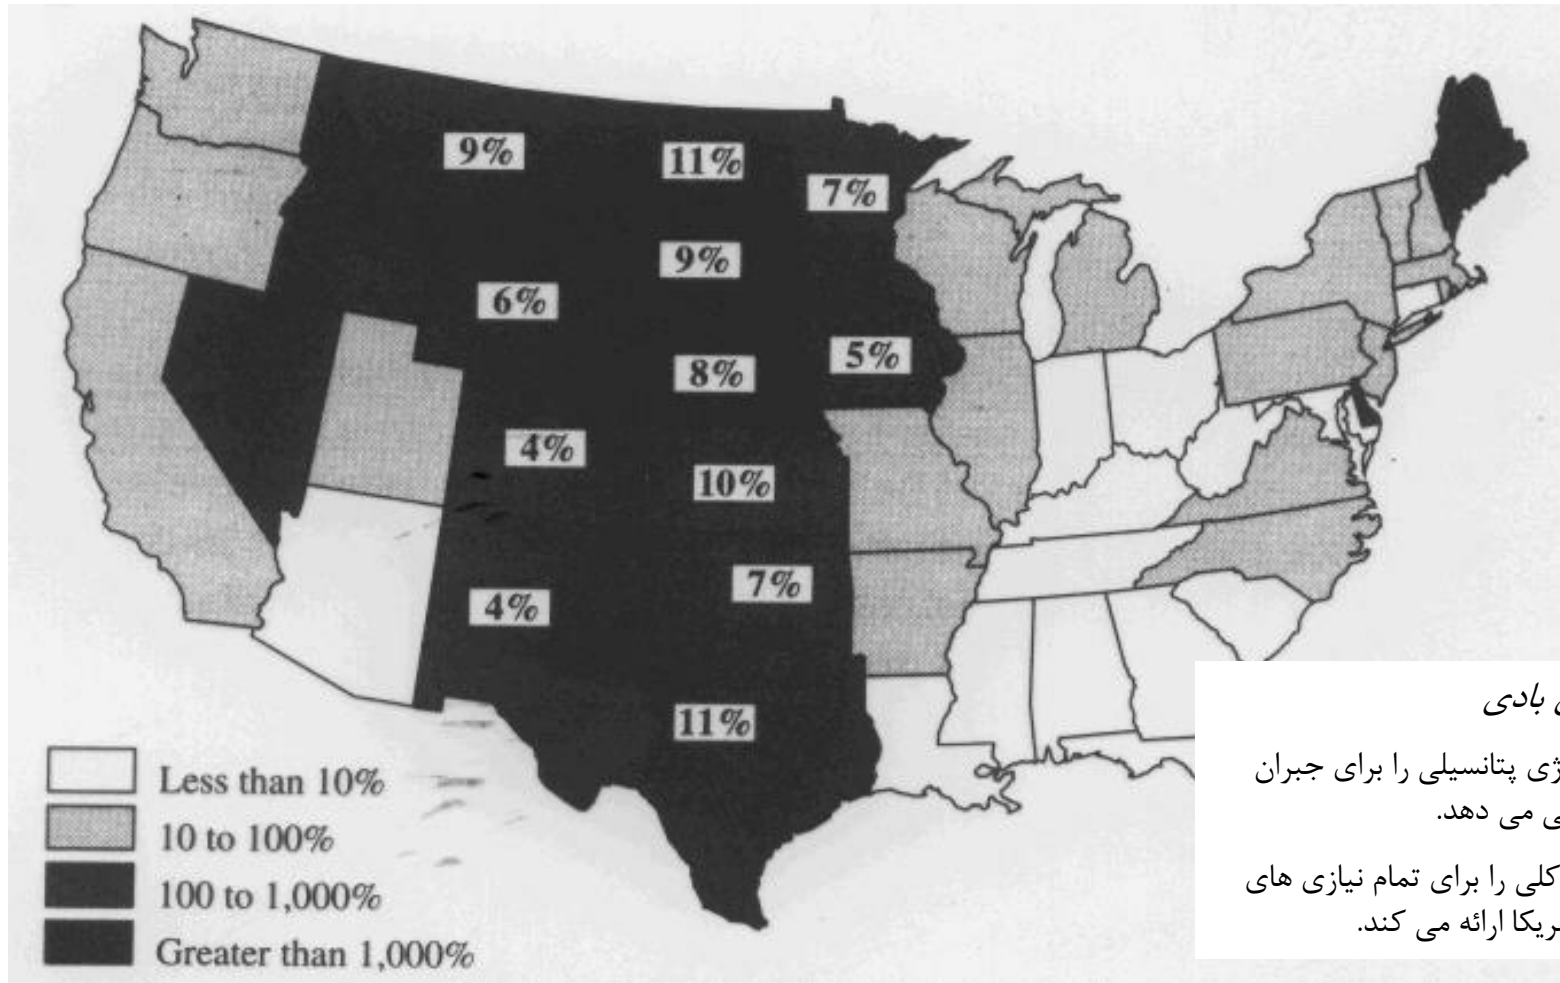 9%
11%
7%
9%
6%
5%
8%
4%
10%
7%
4%
11%
Less than 10%
10 to 100%
100 to 1,000%
Greater than 1,000%
بادی
پتانسیلی را برای جبران
می دهد.
کلی را برای تمام نیازی های
ارائه می کند.